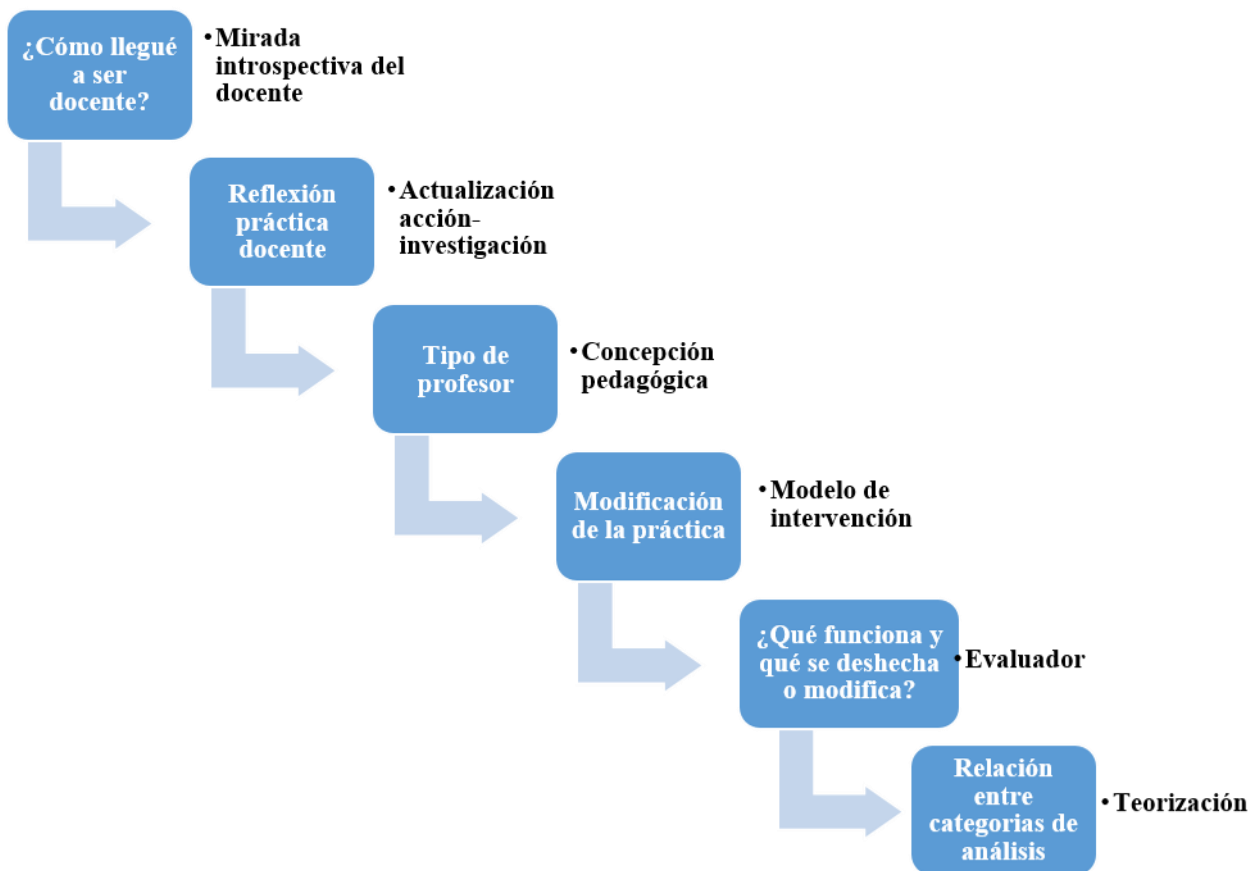 ¿Cómo llegué
a ser
docente?
•Mirada
introspectiva del
docente
Reflexión
práctica
docente
•Actualización
acción-
investigación
Tipo de
profesor
•Concepción
pedagógica
Modificación
de la práctica
•Modelo de
intervención
¿Qué funciona y
qué se deshecha
o modifica?
•Evaluador
Relación
entre
categorias de
análisis
•Teorización